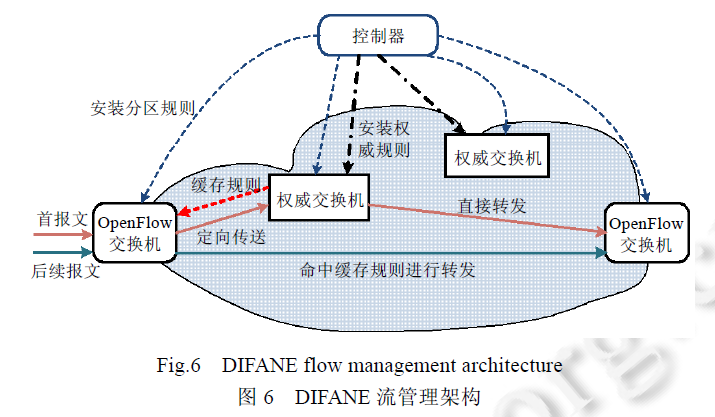 控制器
安装分区规则
安装权
威规则
权威交换机
缓存规则
权威交换机
首报文
OpenFlow
交换机
定向传送
直接转发
OpenFlow
交换机
后续报文
命中缓存规则进行转发
Fig.6 DIFANE flow management architecture
图 6 DIFANE 流管理架构